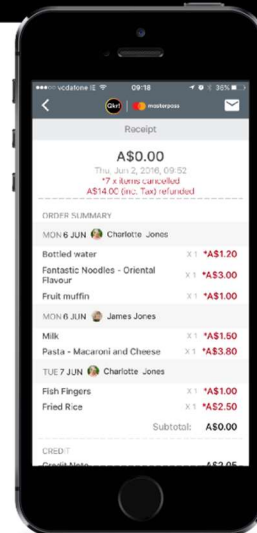 vodafone IE 09:18 36%
Qkr! masterpass
Receipt
A$0.00
Thu, Jun 2, 2016, 09:52
*7 x items cancelled
A$14.00 (inc. Tax) refunded
ORDER SUMMARY
MON 6 JUN Charlotte Jones
Bottled water X 1 *A$1.20
Fantastic Noodles - Oriental Flavour X 1 *A$3.00
Fruit muffin X 1 *A$1.00
MON 6 JUN James Jones
Milk X 1 *A$1.50
Pasta - Macaroni and Cheese X 1 *A$3.80
TUE 7 JUN Charlotte Jones
Fish Fingers X 1 *A$1.00
Fried Rice X 1 *A$2.50
Subtotal: A$0.00
CREDIT
Credit Note A$2.05